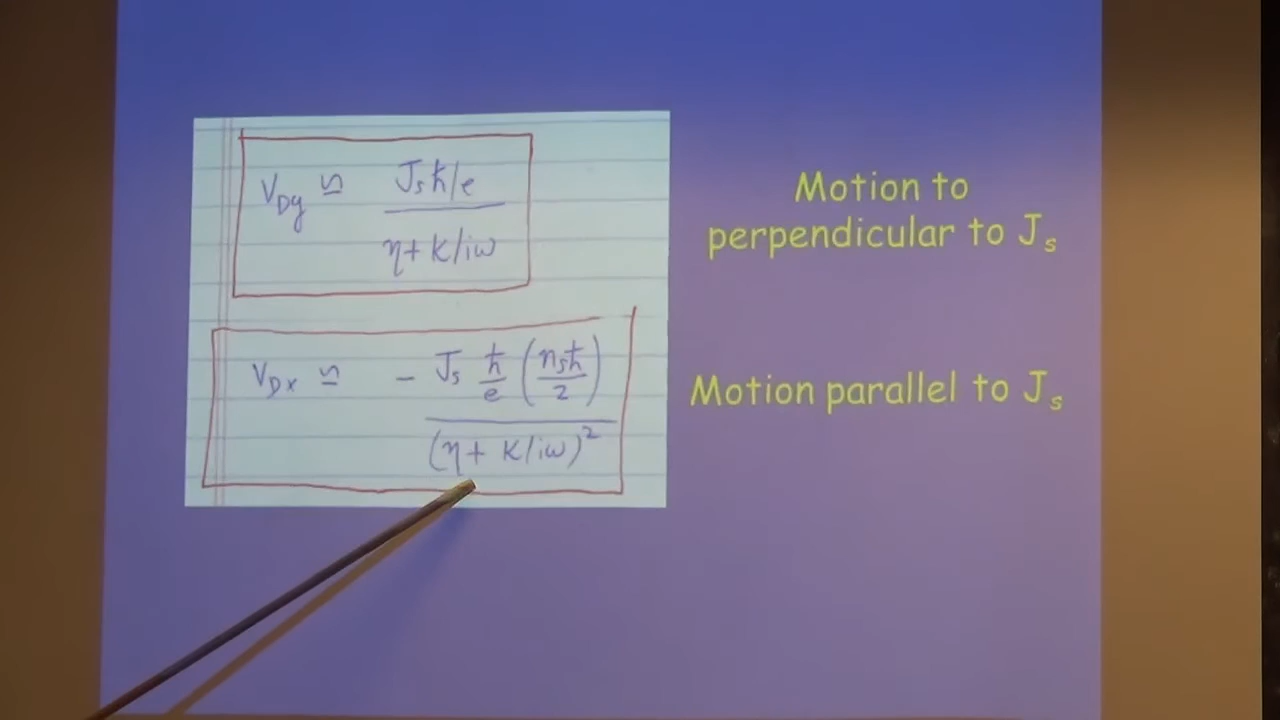 V_Dy ≌ (J_s ħ/e) / (η + K/iω)
Motion to
perpendicular to J_s
V_Dx ≌ - J_s (ħ/e) (n_s ħ/2) / (η + K/iω)²
Motion parallel to J_s